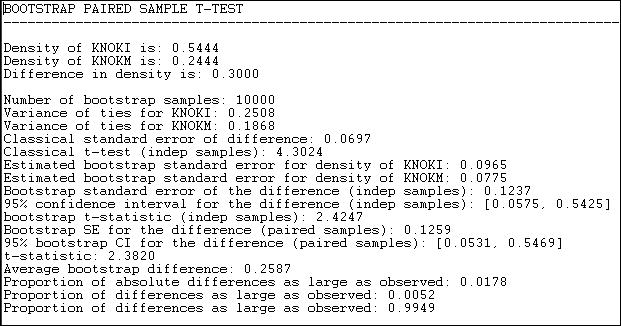 BOOTSTRAP PAIRED SAMPLE T-TEST
--------------------------------------------------------------------------------
Density of KNOKI is: 0.5444
Density of KNOKM is: 0.2444
Difference in density is: 0.3000
Number of bootstrap samples: 10000
Variance of ties for KNOKI: 0.2508
Variance of ties for KNOKM: 0.1868
Classical standard error of difference: 0.0697
Classical t-test (indep samples): 4.3024
Estimated bootstrap standard error for density of KNOKI: 0.0965
Estimated bootstrap standard error for density of KNOKM: 0.0775
Bootstrap standard error of the difference (indep samples): 0.1237
95% confidence interval for the difference (indep samples): [0.0575, 0.5425]
bootstrap t-statistic (indep samples): 2.4247
Bootstrap SE for the difference (paired samples): 0.1259
95% bootstrap CI for the difference (paired samples): [0.0531, 0.5469]
t-statistic: 2.3820
Average bootstrap difference: 0.2587
Proportion of absolute differences as large as observed: 0.0178
Proportion of differences as large as observed: 0.0052
Proportion of differences as large as observed: 0.9949